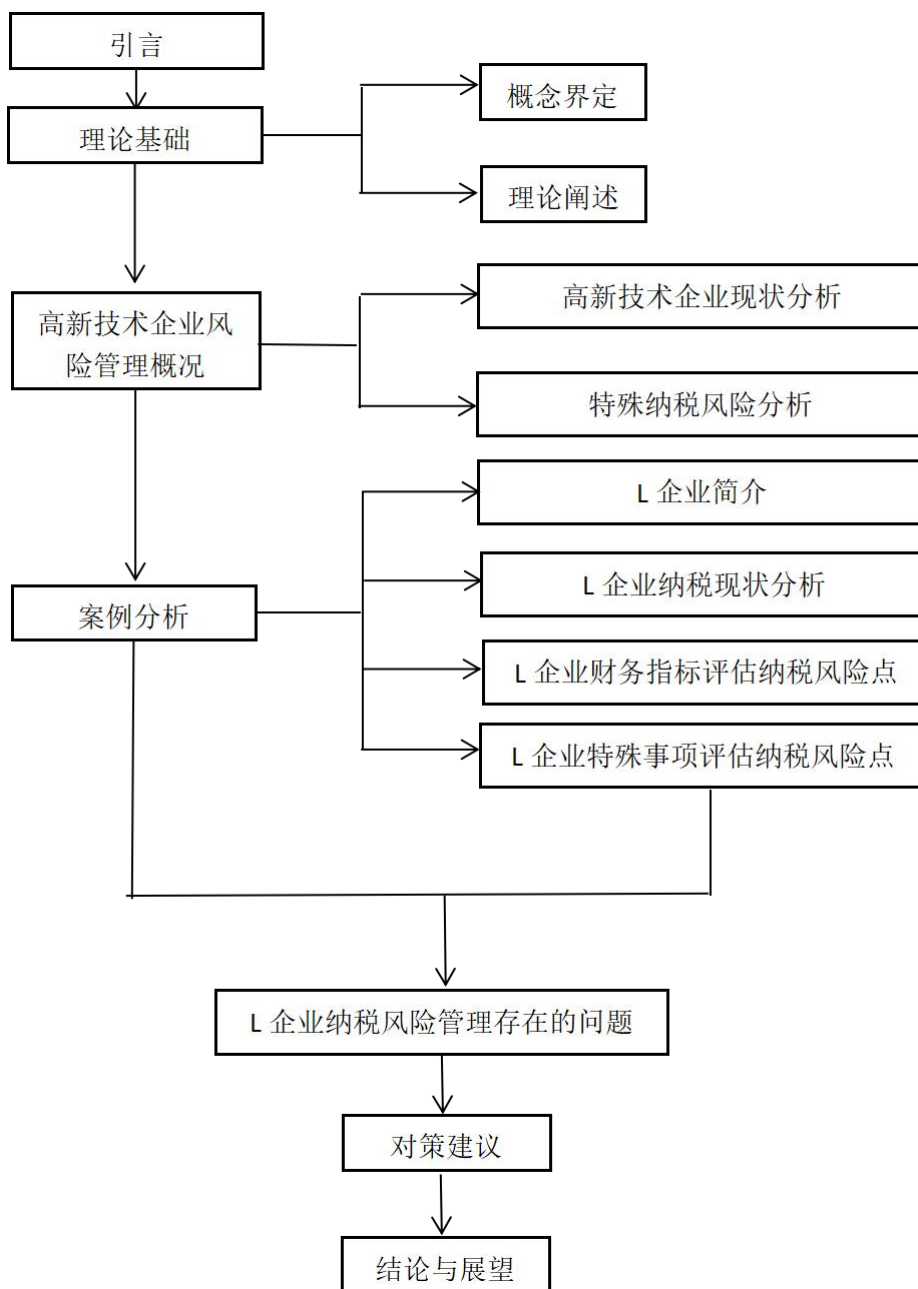 引言
概念界定
理论基础
理论阐述
高新技术企业现状分析
高新技术企业风
险管理概况
特殊纳税风险分析
L 企业简介
L 企业纳税现状分析
案例分析
L 企业财务指标评估纳税风险点
L 企业特殊事项评估纳税风险点
L 企业纳税风险管理存在的问题
对策建议
结论与展望